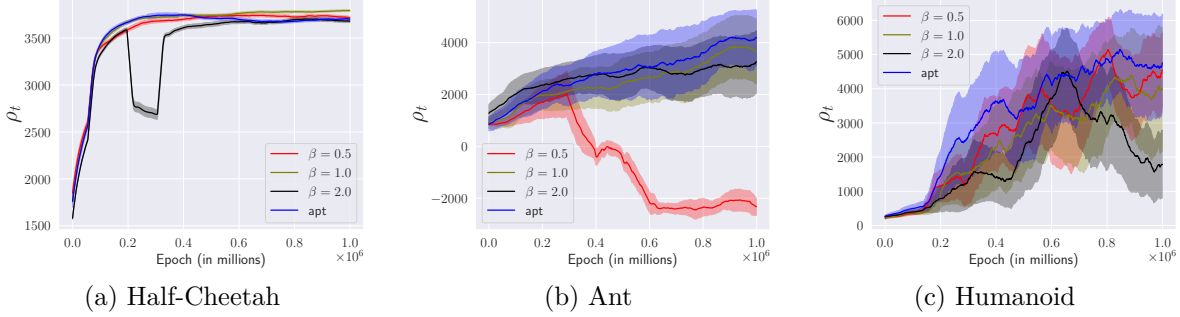 3500
3000
2500
2000
1500
ρt
β = 0.5
β = 1.0
β = 2.0
apt
0.0 0.2 0.4 0.6 0.8 1.0
Epoch (in millions) ×10⁶
(a) Half-Cheetah
4000
2000
0
−2000
ρt
β = 0.5
β = 1.0
β = 2.0
apt
0.0 0.2 0.4 0.6 0.8 1.0
Epoch (in millions) ×10⁶
(b) Ant
6000
5000
4000
3000
2000
1000
0
ρt
β = 0.5
β = 1.0
β = 2.0
apt
0.0 0.2 0.4 0.6 0.8 1.0
Epoch (in millions) ×10⁶
(c) Humanoid